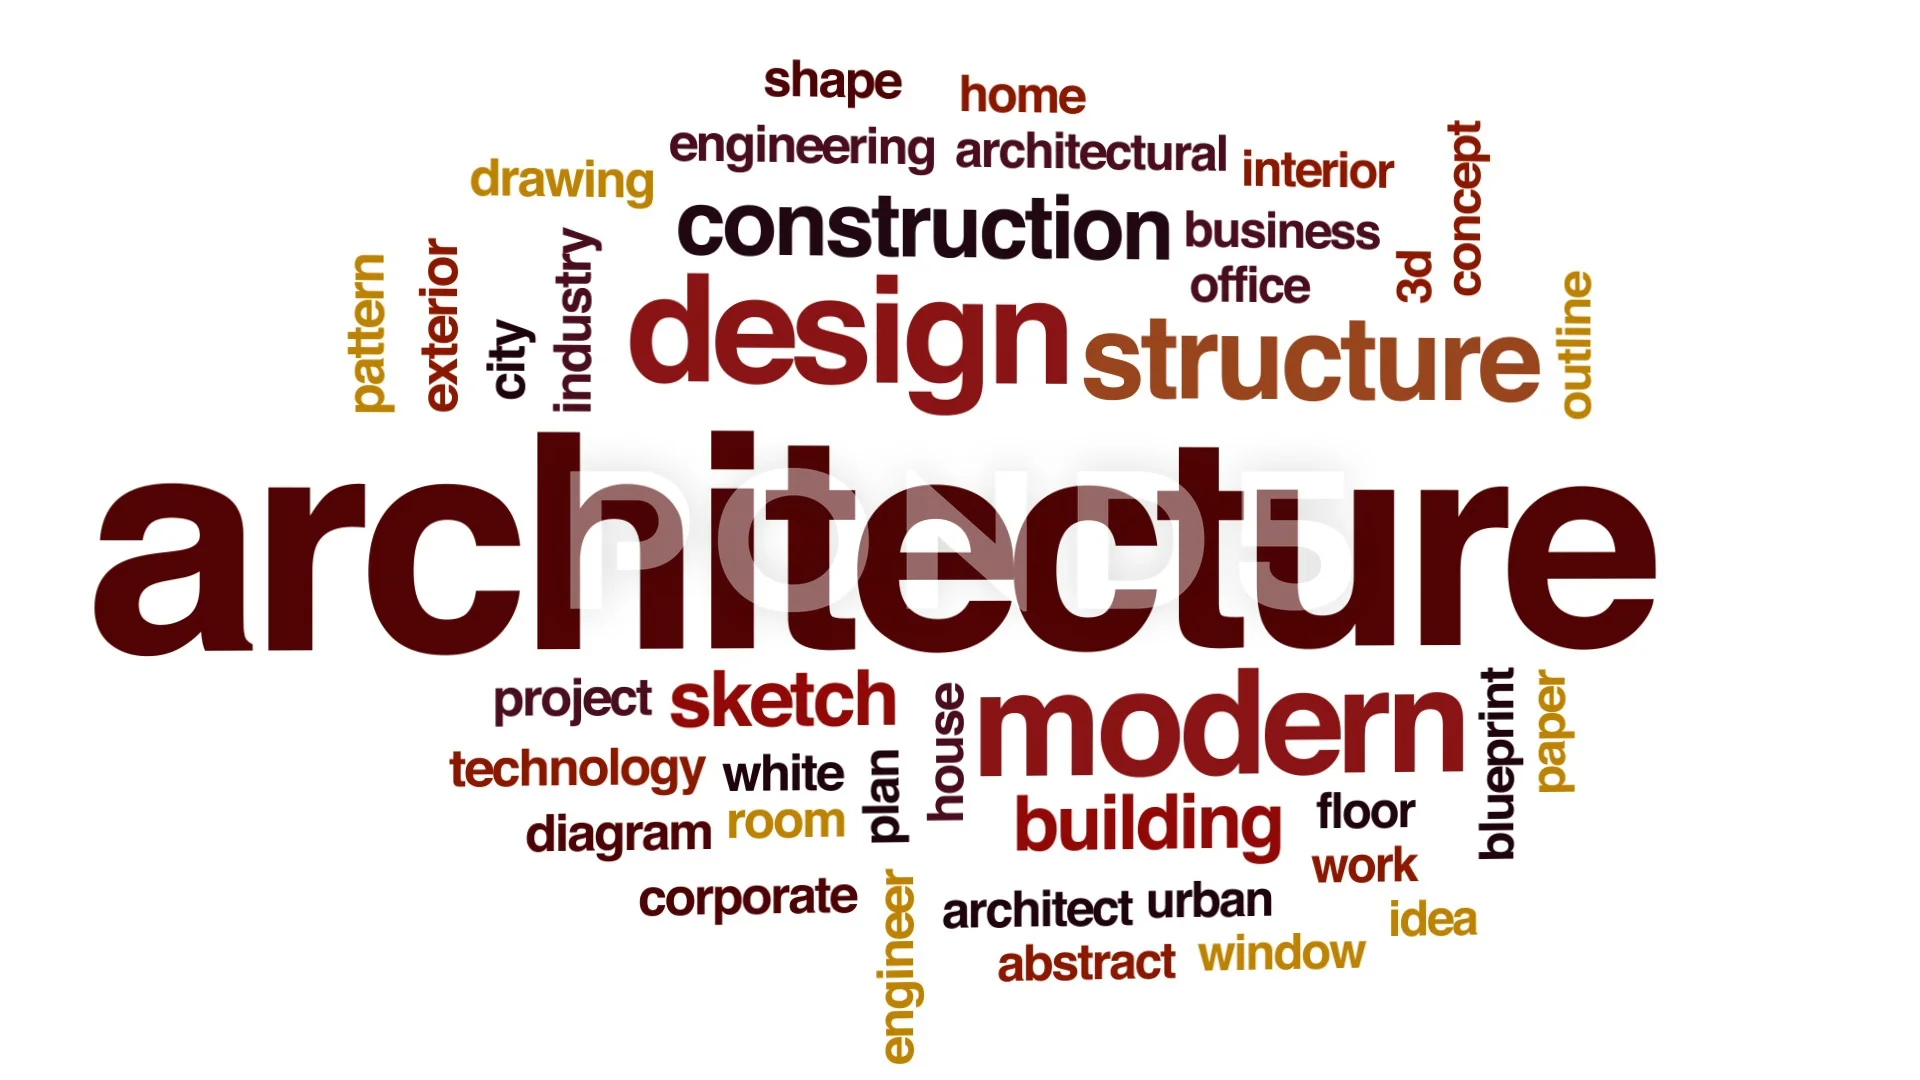 shape
home
engineering
architectural
interior
concept
drawing
construction
business
3d
office
pattern
exterior
city
industry
design
structure
outline
architecture
POND5
project
sketch
house
modern
blueprint
paper
technology
white
plan
room
building
floor
diagram
work
corporate
engineer
architect
urban
idea
abstract
window